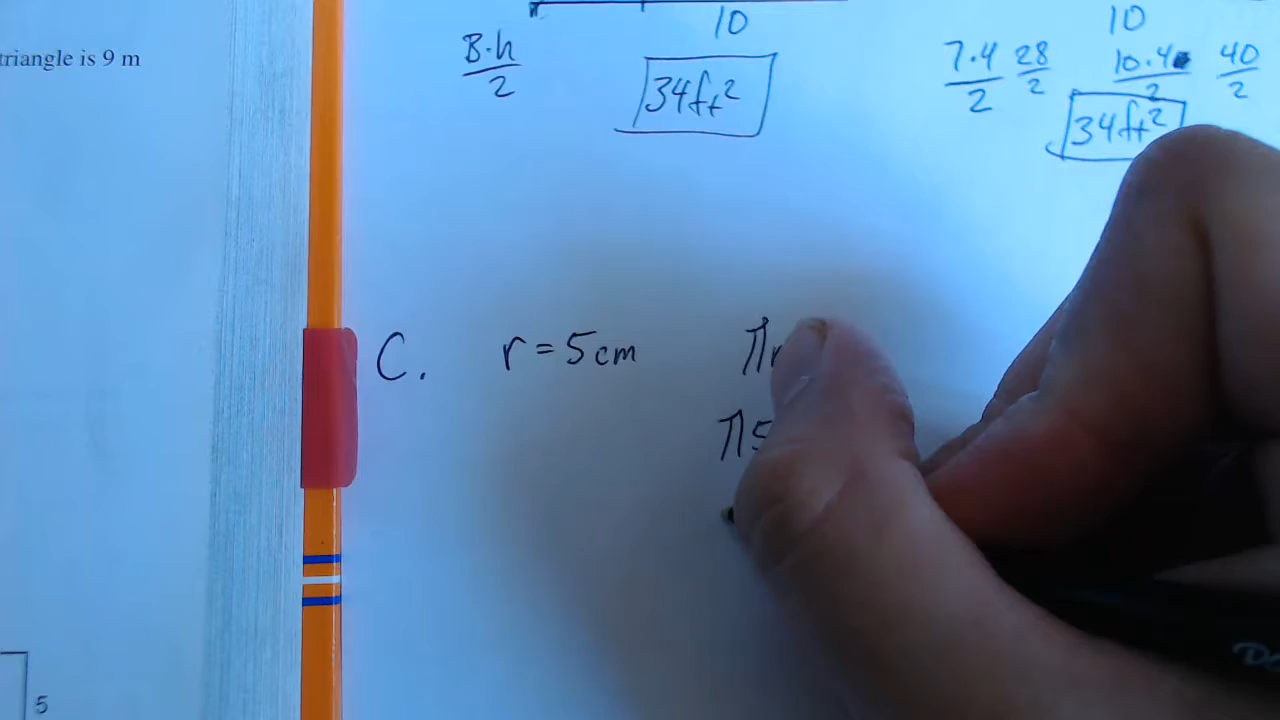 triangle is 9 m
10
B·h
2
34ft²
10
7·4 28
2 2
10·4 40
2 2
34ft²
C. r = 5cm π
π5
5